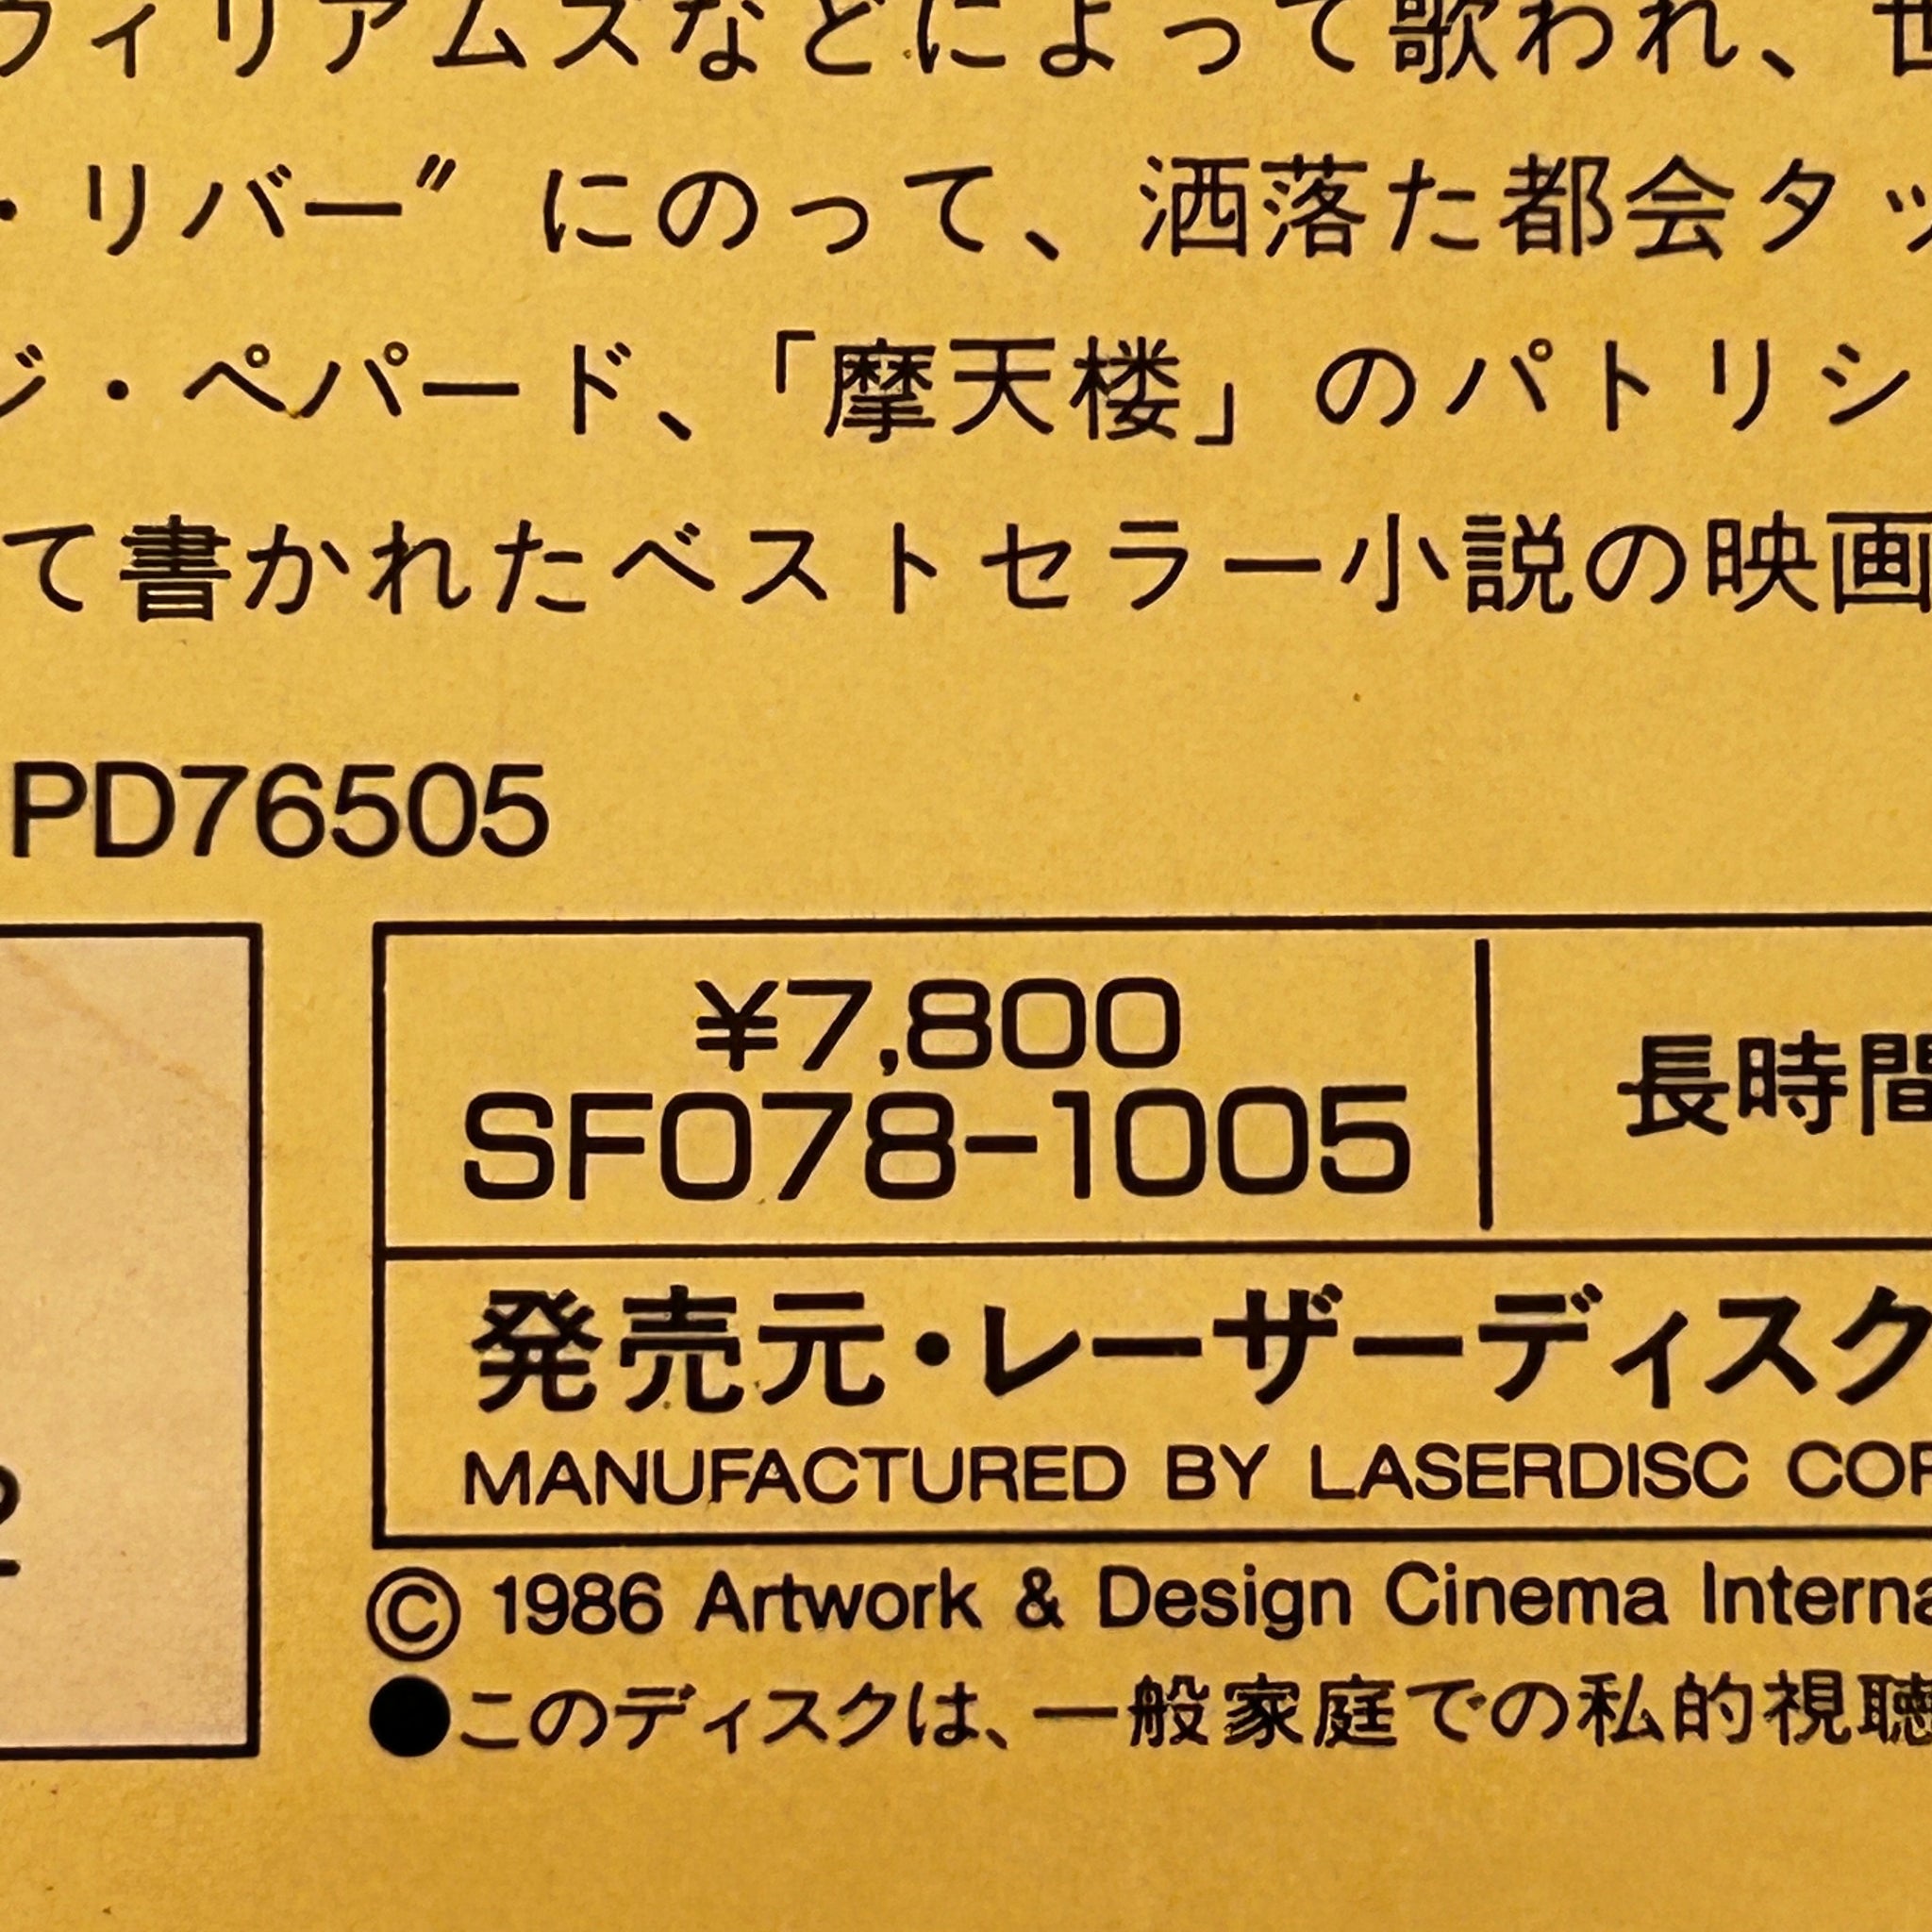 ウィリアムズなどによって歌われ、世
・リバー〞にのって、洒落た都会タッ
ジ・ペパード、「摩天楼」のパトリシ
て書かれたベストセラー小説の映画
PD76505
¥7,800
SF078-1005
長時間
発売元・レーザーディスク
MANUFACTURED BY LASERDISC COR
2
© 1986 Artwork & Design Cinema Interna
●このディスクは、一般家庭での私的視聴